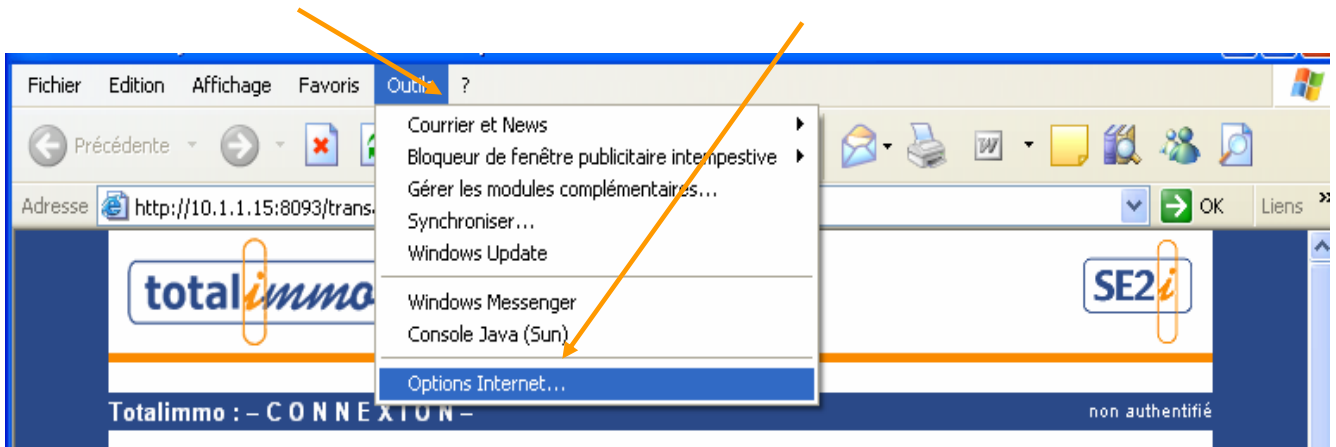 Fichier Edition Affichage Favoris Outils ?
Précédente
Courrier et News
Bloqueur de fenêtre publicitaire intempestive
Gérer les modules complémentaires...
Synchroniser...
Windows Update
Windows Messenger
Console Java (Sun)
Options Internet...
Adresse http://10.1.1.15:8093/trans OK Liens »
totalimmo SE2i
Totalimmo : – C O N N E X I O N – non authentifié